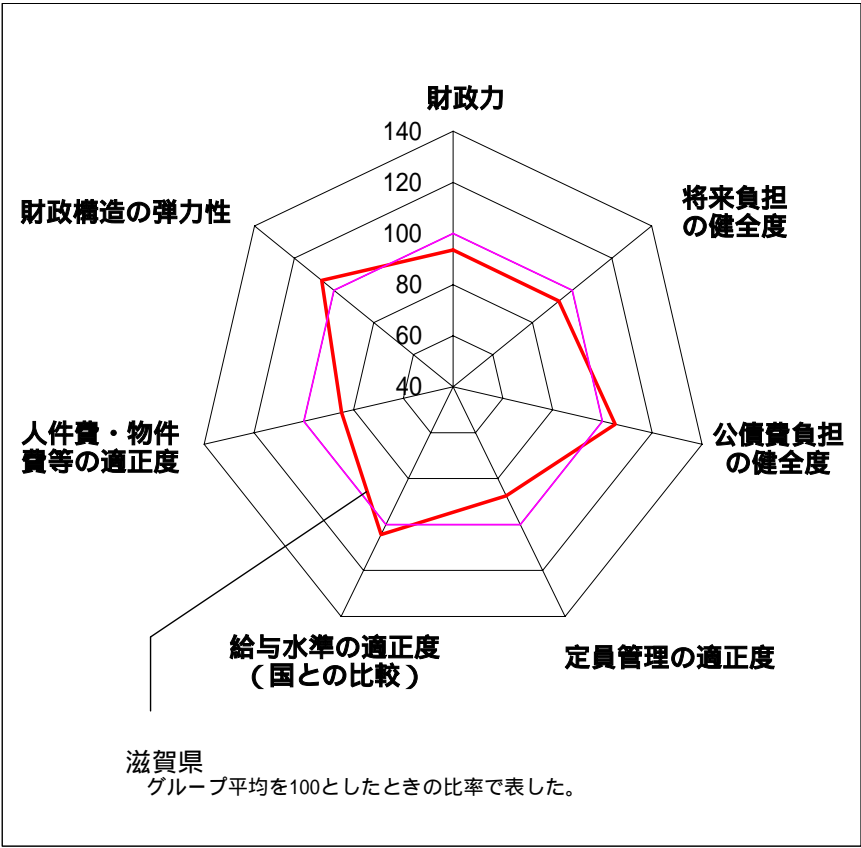 財政力
140
120
100
80
60
40
将来負担
の健全度
公債費負担
の健全度
定員管理の適正度
給与水準の適正度
(国との比較)
人件費・物件
費等の適正度
財政構造の弾力性
滋賀県
グループ平均を100としたときの比率で表した。